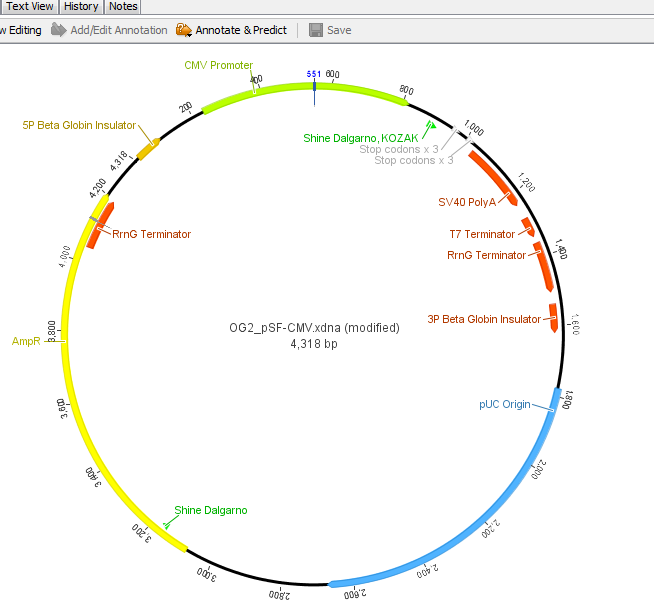 Text View History Notes
w Editing Add/Edit Annotation Annotate & Predict Save
CMV Promoter
551
400
600
200
800
5P Beta Globin Insulator
4,318
Shine Dalgarno, KOZAK
1,000
Stop codons x 3
Stop codons x 3
4,200
1,200
SV40 PolyA
RrnG Terminator
T7 Terminator
4,000
RrnG Terminator
1,400
OG2_pSF-CMV.xdna (modified)
4,318 bp
3P Beta Globin Insulator
1,600
3,800
AmpR
pUC Origin
1,800
3,600
3,400
2,000
Shine Dalgarno
3,200
2,200
3,000
2,400
2,800
2,600